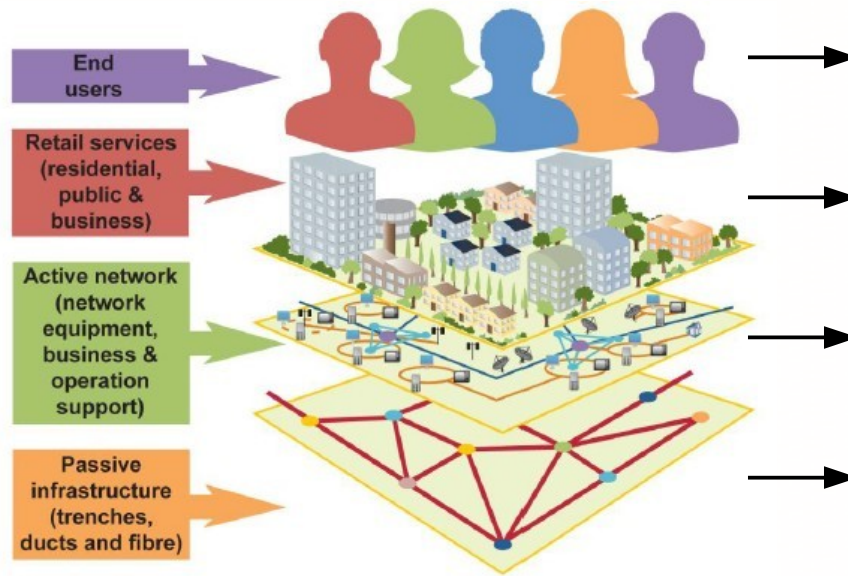 End
users
Retail services
(residential,
public &
business)
Active network
(network
equipment,
business &
operation
support)
Passive
infrastructure
(trenches,
ducts and fibre)